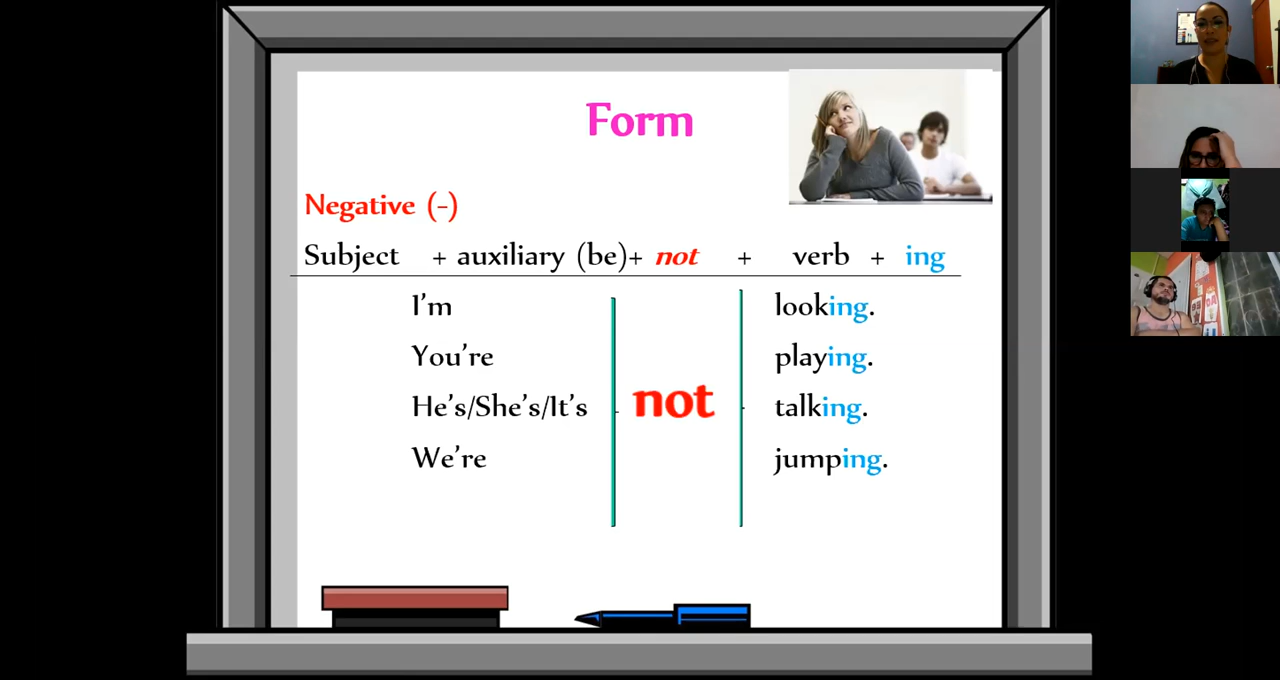 Form
Negative (-)
Subject + auxiliary (be)+ not + verb + ing
I'm looking.
You're playing.
He's/She's/It's not talking.
We're jumping.